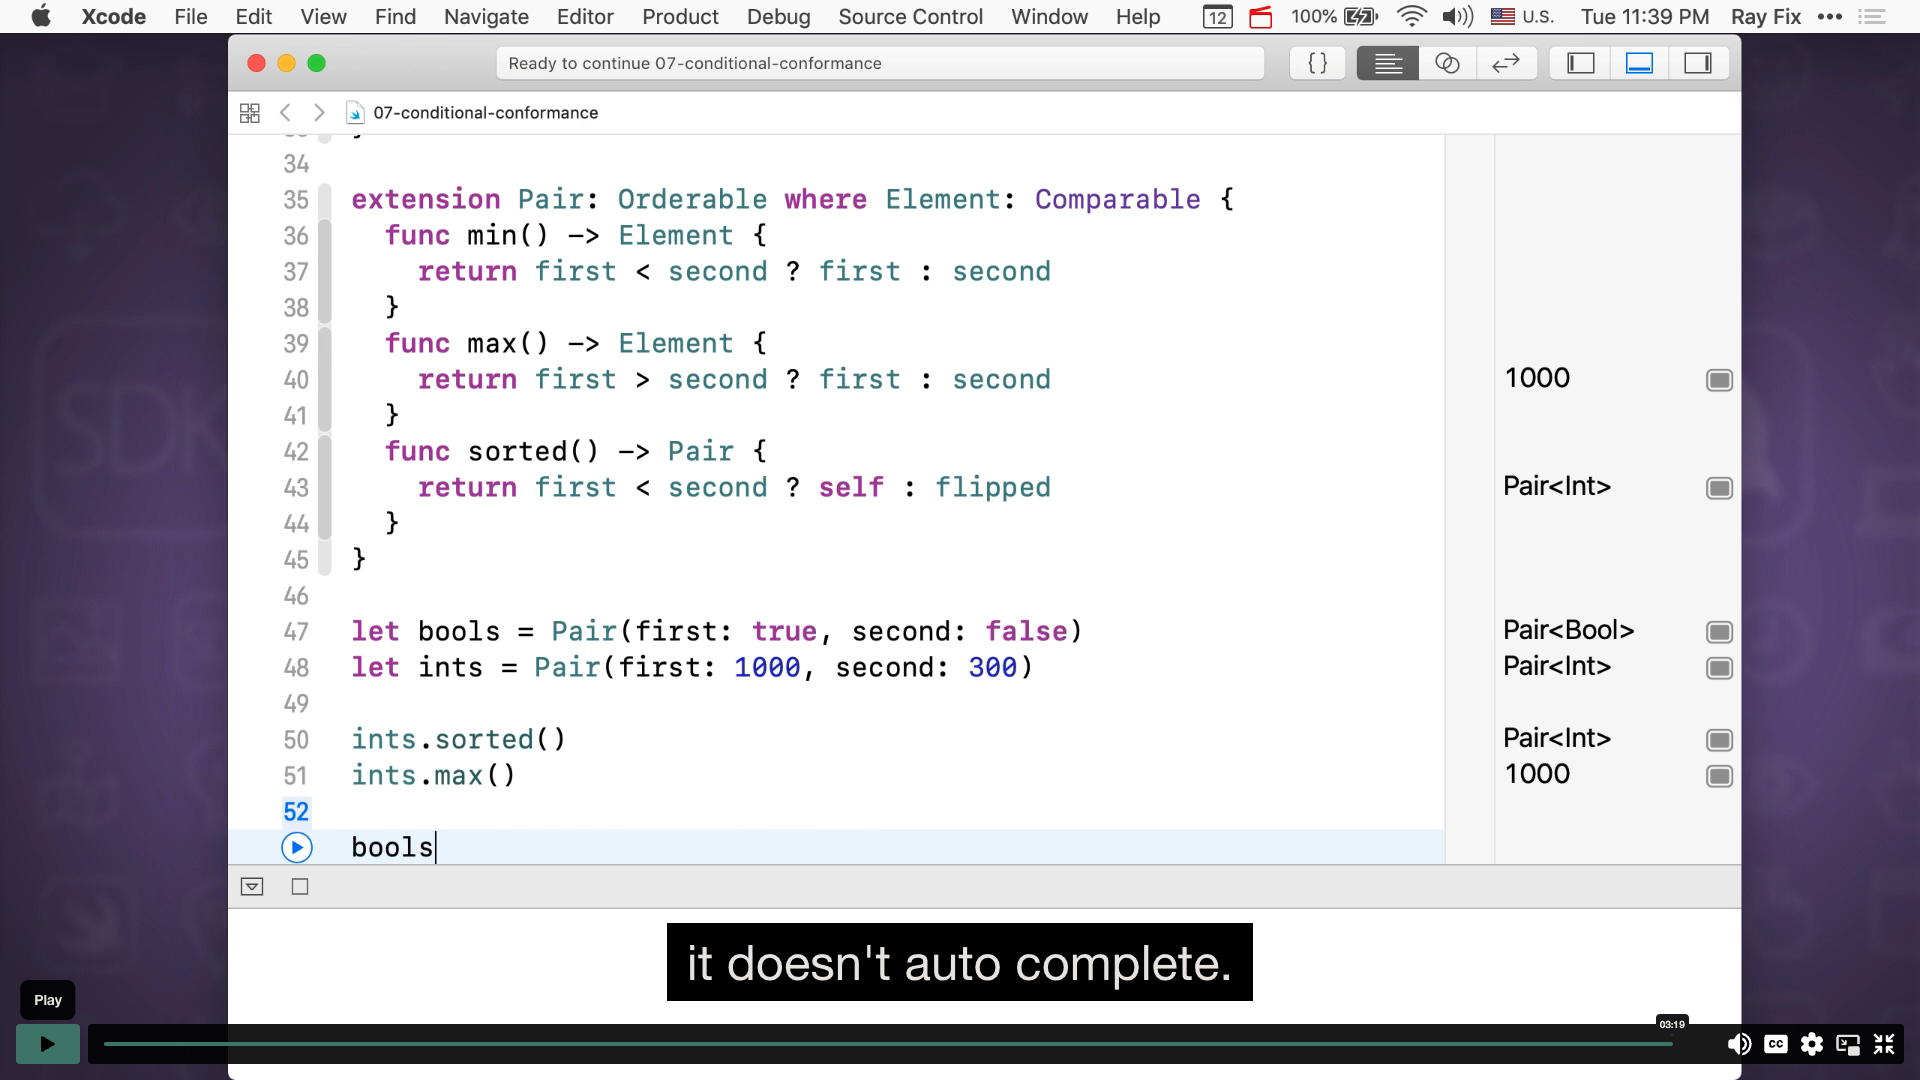 Xcode File Edit View Find Navigate Editor Product Debug Source Control Window Help 12 100% U.S. Tue 11:39 PM Ray Fix •••
Ready to continue 07-conditional-conformance {}
07-conditional-conformance
34
35 extension Pair: Orderable where Element: Comparable {
36 func min() -> Element {
37 return first < second ? first : second
38 }
39 func max() -> Element {
40 return first > second ? first : second 1000
41 }
42 func sorted() -> Pair {
43 return first < second ? self : flipped Pair<Int>
44 }
45 }
46
47 let bools = Pair(first: true, second: false) Pair<Bool>
48 let ints = Pair(first: 1000, second: 300) Pair<Int>
49
50 ints.sorted() Pair<Int>
51 ints.max() 1000
52
bools
it doesn't auto complete.
Play
03:19
CC
SDK